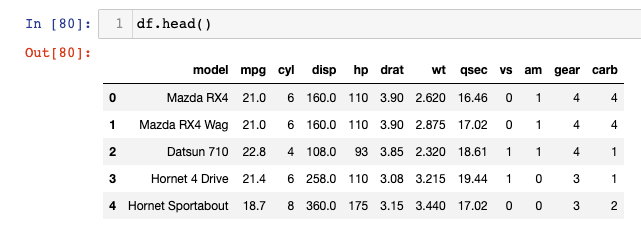 In [80]: 1 df.head()
Out[80]:
model mpg cyl disp hp drat wt qsec vs am gear carb
0 Mazda RX4 21.0 6 160.0 110 3.90 2.620 16.46 0 1 4 4
1 Mazda RX4 Wag 21.0 6 160.0 110 3.90 2.875 17.02 0 1 4 4
2 Datsun 710 22.8 4 108.0 93 3.85 2.320 18.61 1 1 4 1
3 Hornet 4 Drive 21.4 6 258.0 110 3.08 3.215 19.44 1 0 3 1
4 Hornet Sportabout 18.7 8 360.0 175 3.15 3.440 17.02 0 0 3 2